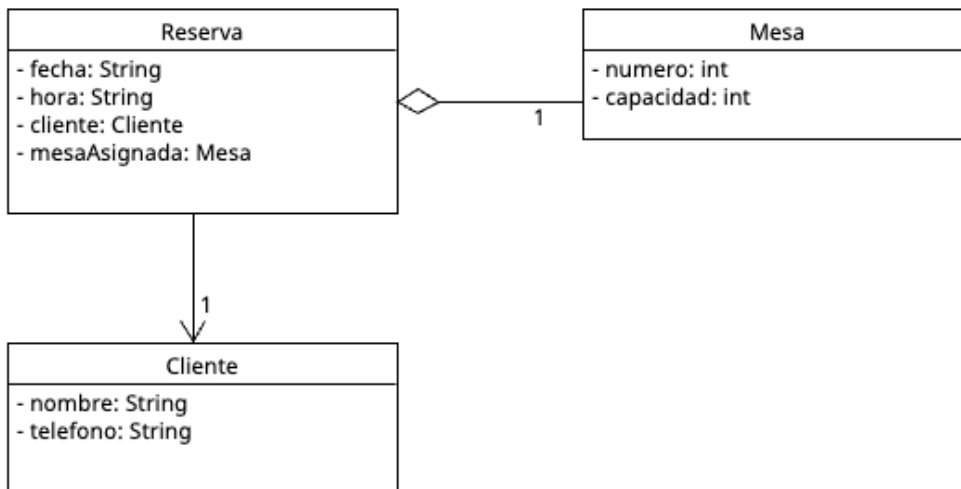 Reserva
- fecha: String
- hora: String
- cliente: Cliente
- mesaAsignada: Mesa
Mesa
- numero: int
- capacidad: int
1
1
Cliente
- nombre: String
- telefono: String